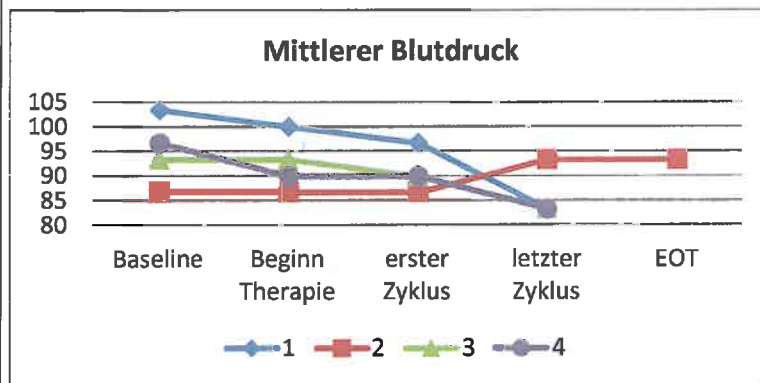 Mittlerer Blutdruck
105
100
95
90
85
80
Baseline
Beginn
Therapie
erster
Zyklus
letzter
Zyklus
EOT
1
2
3
4